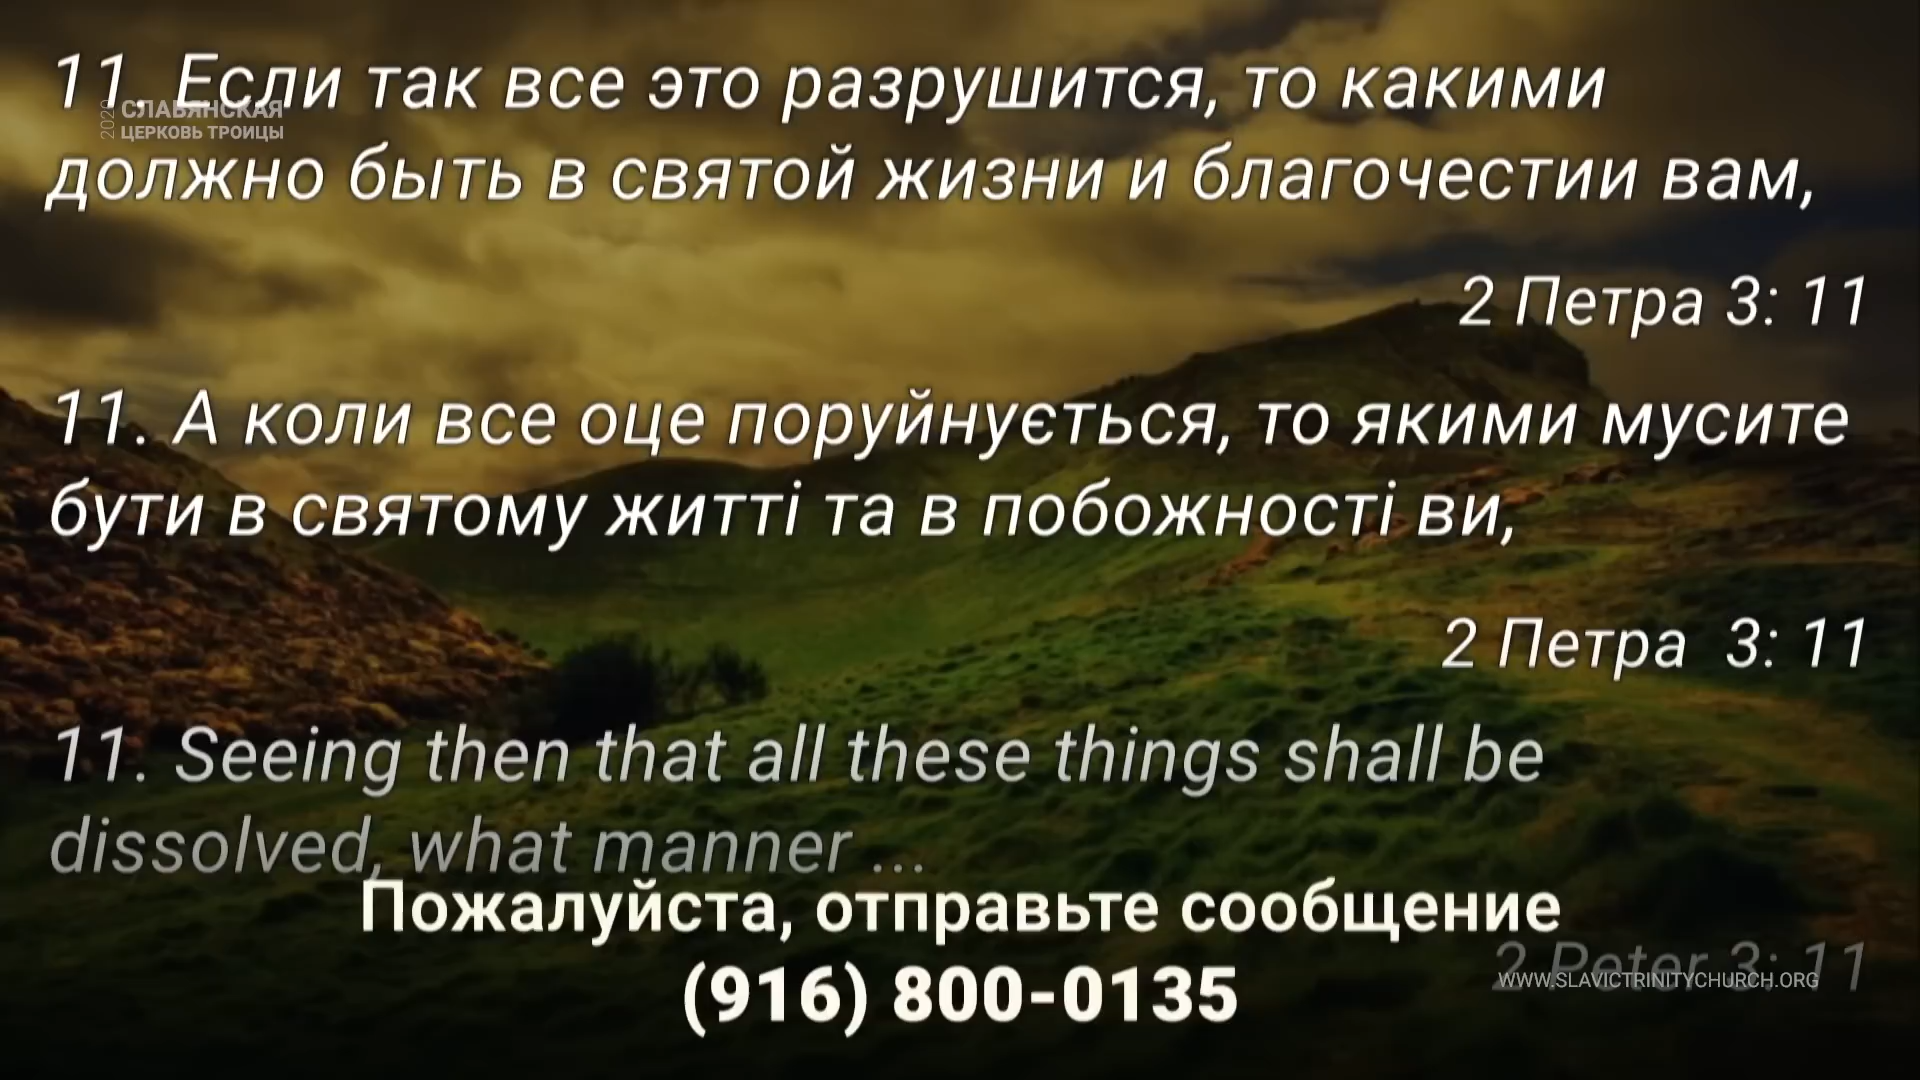 11. Если так все это разрушится, то какими
2020 СЛАВЯНСКАЯ
ЦЕРКОВЬ ТРОИЦЫ
должно быть в святой жизни и благочестии вам,
2 Петра 3: 11
11. А коли все оце поруйнується, то якими мусите
бути в святому житті та в побожності ви,
2 Петра 3: 11
11. Seeing then that all these things shall be
dissolved, what manner ...
Пожалуйста, отправьте сообщение
2 Peter 3: 11
WWW.SLAVICTRINITYCHURCH.ORG
(916) 800-0135